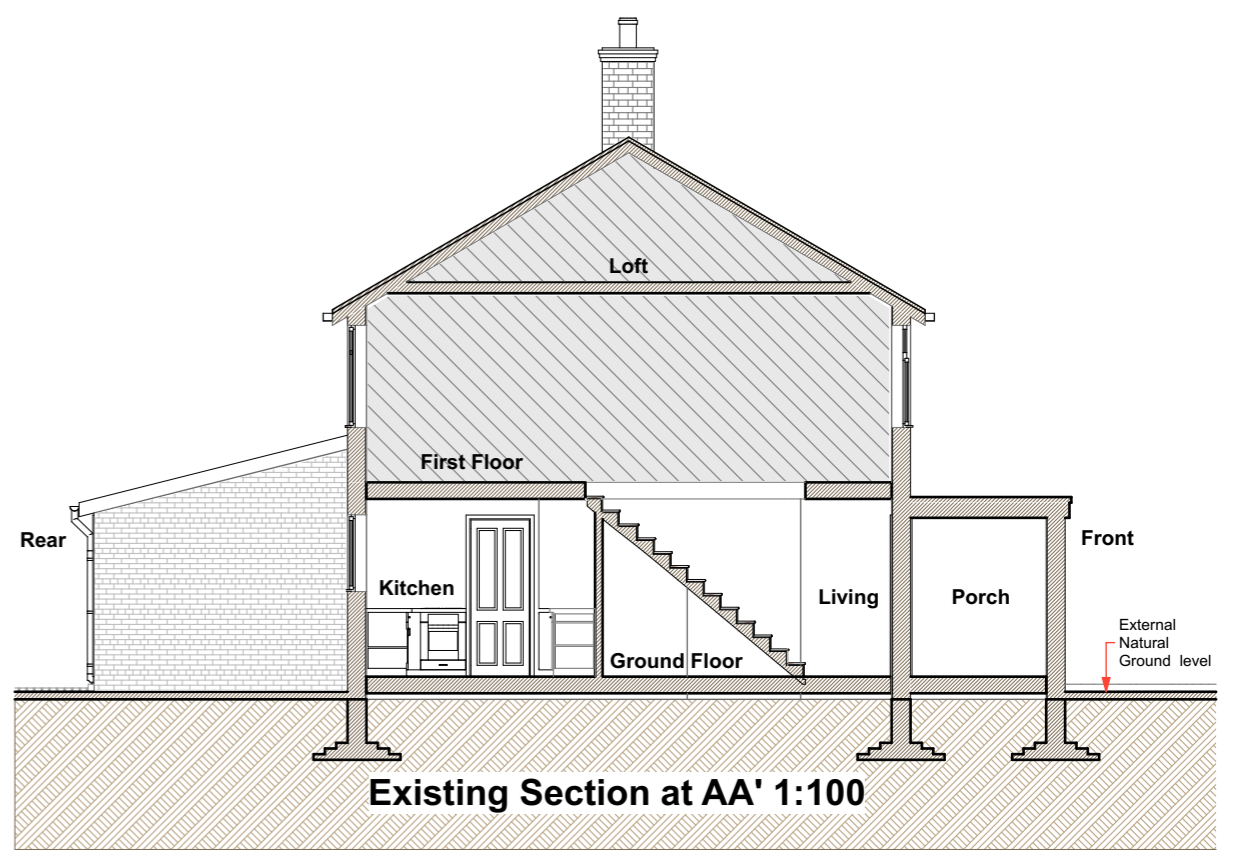 Loft
First Floor
Rear
Front
Kitchen
Living
Porch
External
Natural
Ground level
Ground Floor
Existing Section at AA' 1:100